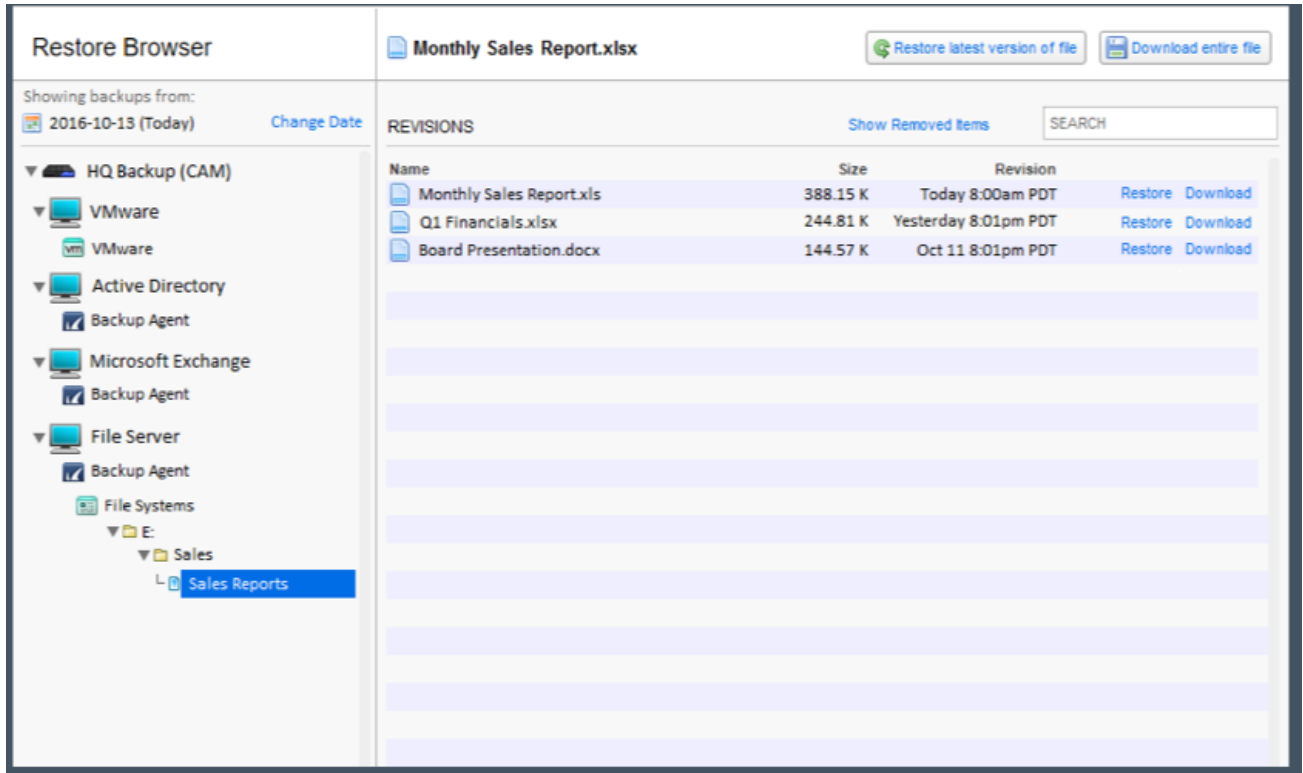 Restore Browser
Monthly Sales Report.xlsx
Restore latest version of file
Download entire file
Showing backups from:
2016-10-13 (Today)
Change Date
HQ Backup (CAM)
VMware
vm VMware
Active Directory
Backup Agent
Microsoft Exchange
Backup Agent
File Server
Backup Agent
File Systems
E:
Sales
Sales Reports
REVISIONS
Show Removed Items
SEARCH
Name Size Revision
Monthly Sales Report.xls 388.15 K Today 8:00am PDT Restore Download
Q1 Financials.xlsx 244.81 K Yesterday 8:01pm PDT Restore Download
Board Presentation.docx 144.57 K Oct 11 8:01pm PDT Restore Download